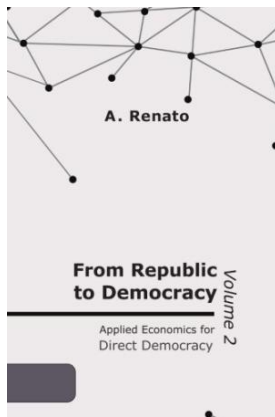 A. Renato
From Republic
to Democracy
Volume 2
Applied Economics for
Direct Democracy